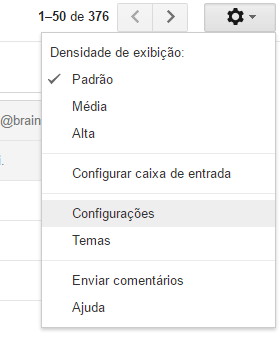 1–50 de 376
Densidade de exibição:
Padrão
Média
Alta
@brain
Configurar caixa de entrada
.
Configurações
Temas
Enviar comentários
Ajuda